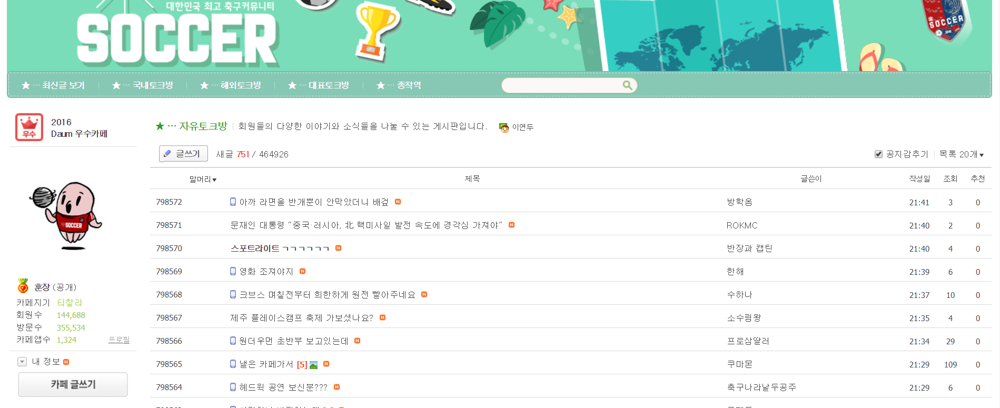 대한민국 최고 축구커뮤니티
SOCCER
SOCCER
★ ··· 최신글 보기 ★ ··· 국내토크방 ★ ··· 해외토크방 ★ ··· 대표토크방 ★ ··· 종착역
우수
2016
Daum 우수카페
SOCCER
훈장 (공개)
카페지기 티찰라
회원수 144,688
방문수 355,534
카페앱수 1,324 프로필
내 정보 N
카페 글쓰기
★ ··· 자유토크방 회원들의 다양한 이야기와 소식들을 나눌 수 있는 게시판입니다. 이연두
글쓰기 새글 751 / 464926 공지감추기 목록 20개▾
말머리▾ 제목 글쓴이 작성일 조회 추천
798572 아까 라면을 반개뿐이 안막았더니 배겊 N 방학옴 21:41 3 0
798571 문재인 대통령 “중국·러시아, 北 핵미사일 발전 속도에 경각심 가져야” N ROKMC 21:40 2 0
798570 스포트라이트 ㄱㄱㄱㄱㄱㄱ N 반장과 캡틴 21:40 4 0
798569 영화 조져야지 N 한해 21:39 6 0
798568 크브스 며칠전부터 희한하게 원전 빨아주네요 N 수하나 21:37 10 0
798567 제주 플레이스캠프 축제 가보셨나요? N 소수림왕 21:35 4 0
798566 원더우먼 초반부 보고있는데 N 프로삼딸러 21:34 29 0
798565 낼은 카페가서 [5] N 쿠마몬 21:29 109 0
798564 헤드윅 공연 보신분??? N 축구나라날두공주 21:29 6 0